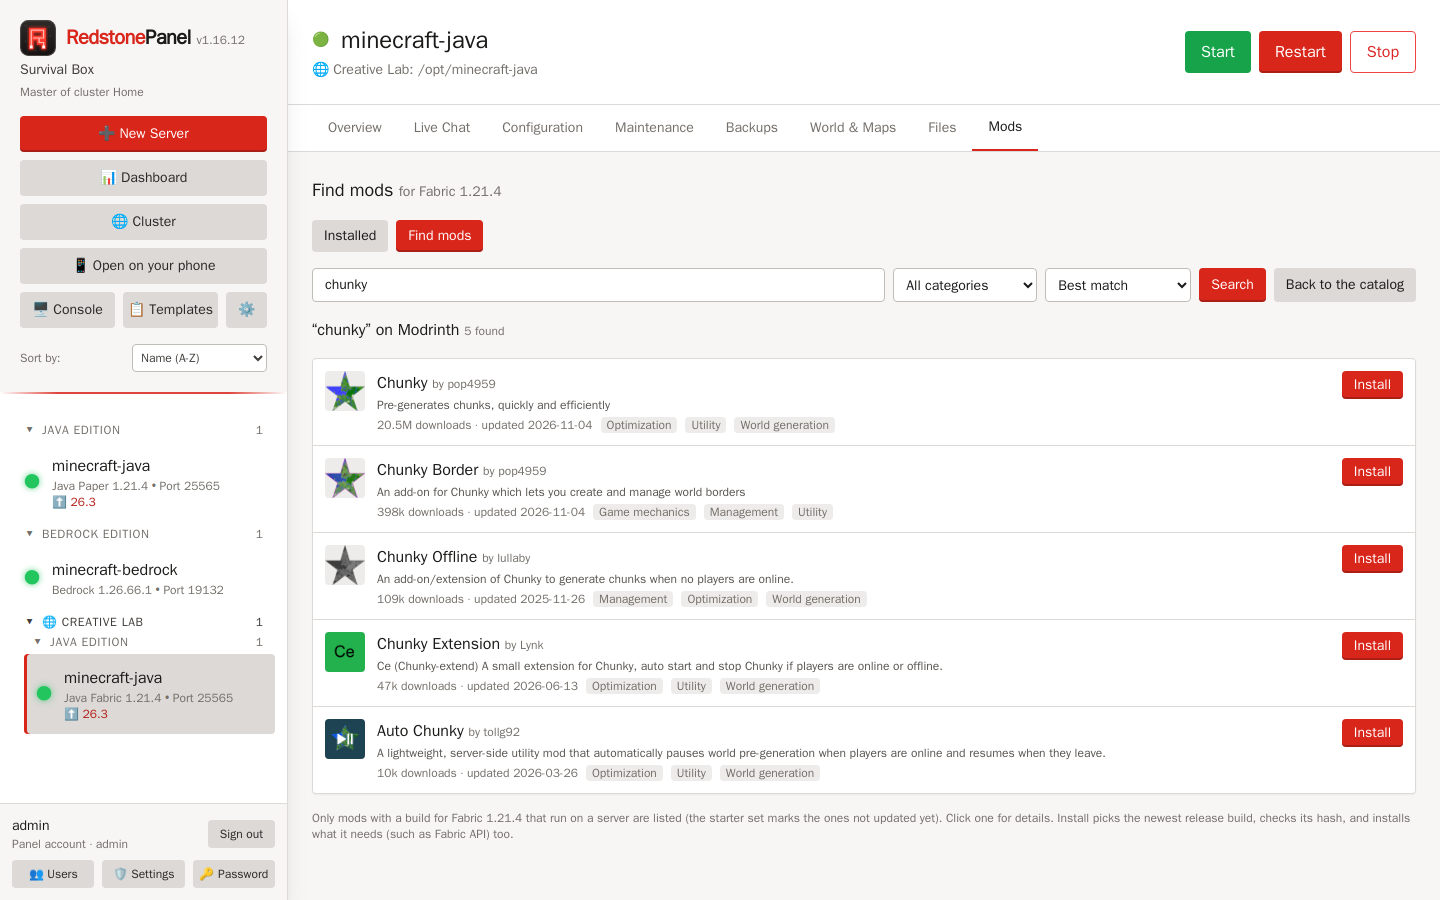 RedstonePanel v1.16.12
Survival Box
Master of cluster Home
➕ New Server
📊 Dashboard
🌐 Cluster
📱 Open on your phone
🖥️ Console
📋 Templates
⚙️
Sort by:
Name (A-Z)
▼ JAVA EDITION 1
minecraft-java
Java Paper 1.21.4 • Port 25565
⬆️ 26.3
▼ BEDROCK EDITION 1
minecraft-bedrock
Bedrock 1.26.66.1 • Port 19132
▼ 🌐 CREATIVE LAB 1
▼ JAVA EDITION 1
minecraft-java
Java Fabric 1.21.4 • Port 25565
⬆️ 26.3
admin
Panel account · admin
Sign out
👥 Users
🛡️ Settings
🔑 Password
🟢 minecraft-java
🌐 Creative Lab: /opt/minecraft-java
Start
Restart
Stop
Overview
Live Chat
Configuration
Maintenance
Backups
World & Maps
Files
Mods
Find mods for Fabric 1.21.4
Installed
Find mods
chunky
All categories
Best match
Search
Back to the catalog
“chunky” on Modrinth 5 found
Chunky by pop4959
Pre-generates chunks, quickly and efficiently
20.5M downloads · updated 2026-11-04 Optimization Utility World generation
Install
Chunky Border by pop4959
An add-on for Chunky which lets you create and manage world borders
398k downloads · updated 2026-11-04 Game mechanics Management Utility
Install
Chunky Offline by lullaby
An add-on/extension of Chunky to generate chunks when no players are online.
109k downloads · updated 2025-11-26 Management Optimization World generation
Install
Ce
Chunky Extension by Lynk
Ce (Chunky-extend) A small extension for Chunky, auto start and stop Chunky if players are online or offline.
47k downloads · updated 2026-06-13 Optimization Utility World generation
Install
Auto Chunky by tollg92
A lightweight, server-side utility mod that automatically pauses world pre-generation when players are online and resumes when they leave.
10k downloads · updated 2026-03-26 Optimization Utility World generation
Install
Only mods with a build for Fabric 1.21.4 that run on a server are listed (the starter set marks the ones not updated yet). Click one for details. Install picks the newest release build, checks its hash, and installs
what it needs (such as Fabric API) too.